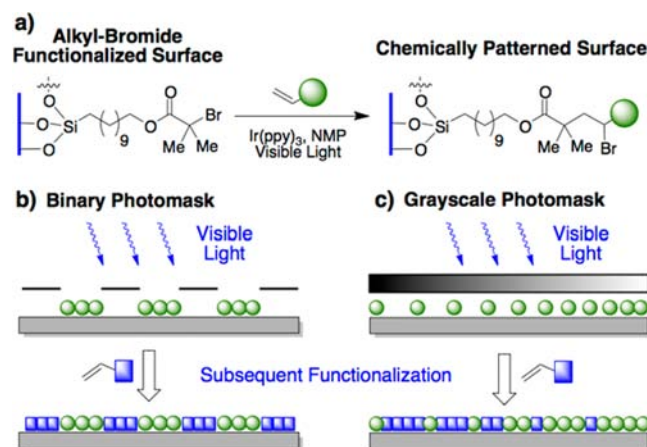 a)
Alkyl-Bromide
Functionalized Surface
Chemically Patterned Surface
O
O
Si
O
9
O
O
Br
Me
Me
Ir(ppy)3, NMP
Visible Light
O
O
Si
O
9
O
O
Me
Me
Br
b) Binary Photomask
Visible
Light
c) Grayscale Photomask
Visible
Light
Subsequent Functionalization